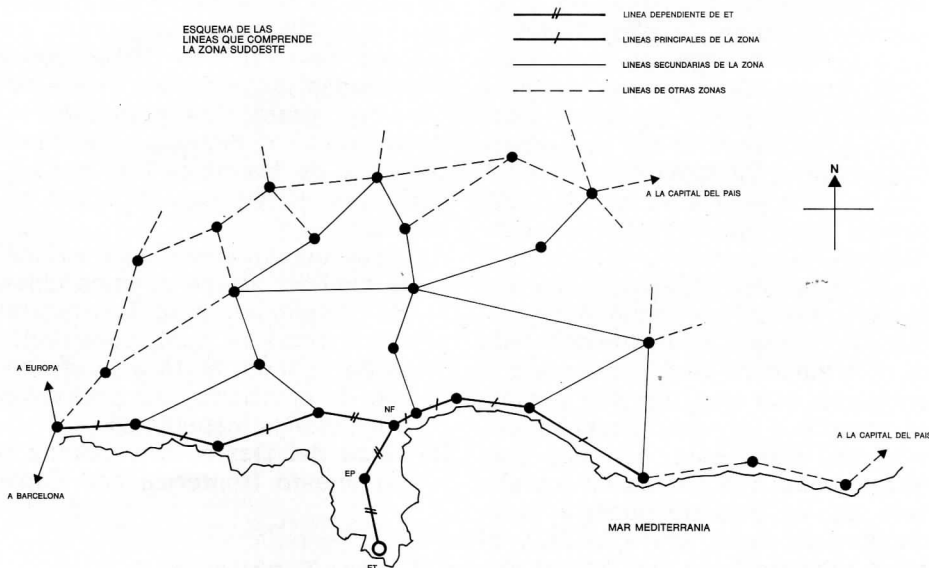 ESQUEMA DE LAS
LINEAS QUE COMPRENDE
LA ZONA SUDOESTE
LINEA DEPENDIENTE DE ET
LINEAS PRINCIPALES DE LA ZONA
LINEAS SECUNDARIAS DE LA ZONA
LINEAS DE OTRAS ZONAS
A LA CAPITAL DEL PAIS
N
A EUROPA
NF
A LA CAPITAL DEL PAIS
EP
A BARCELONA
MAR MEDITERRANIA
ET